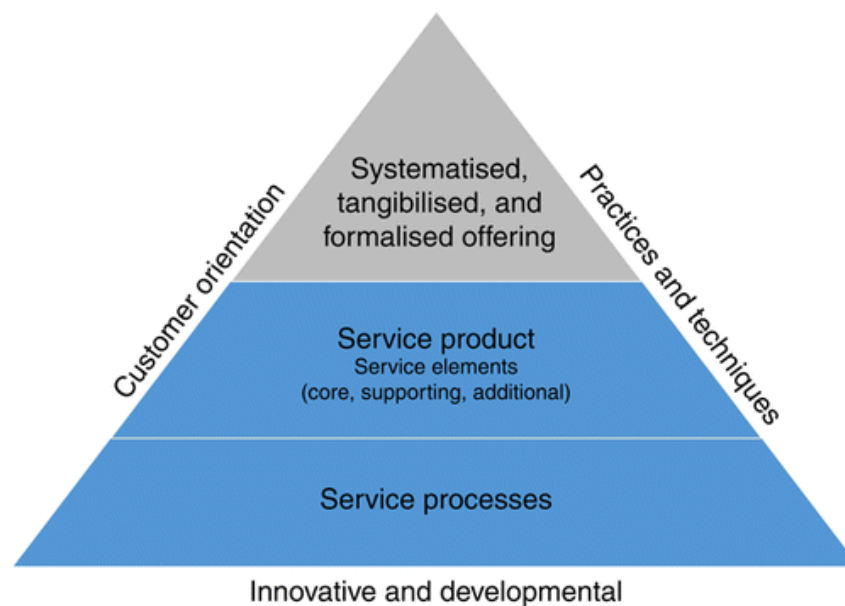 Systematised,
tangibilised, and
formalised offering
Customer orientation
Practices and techniques
Service product
Service elements
(core, supporting, additional)
Service processes
Innovative and developmental